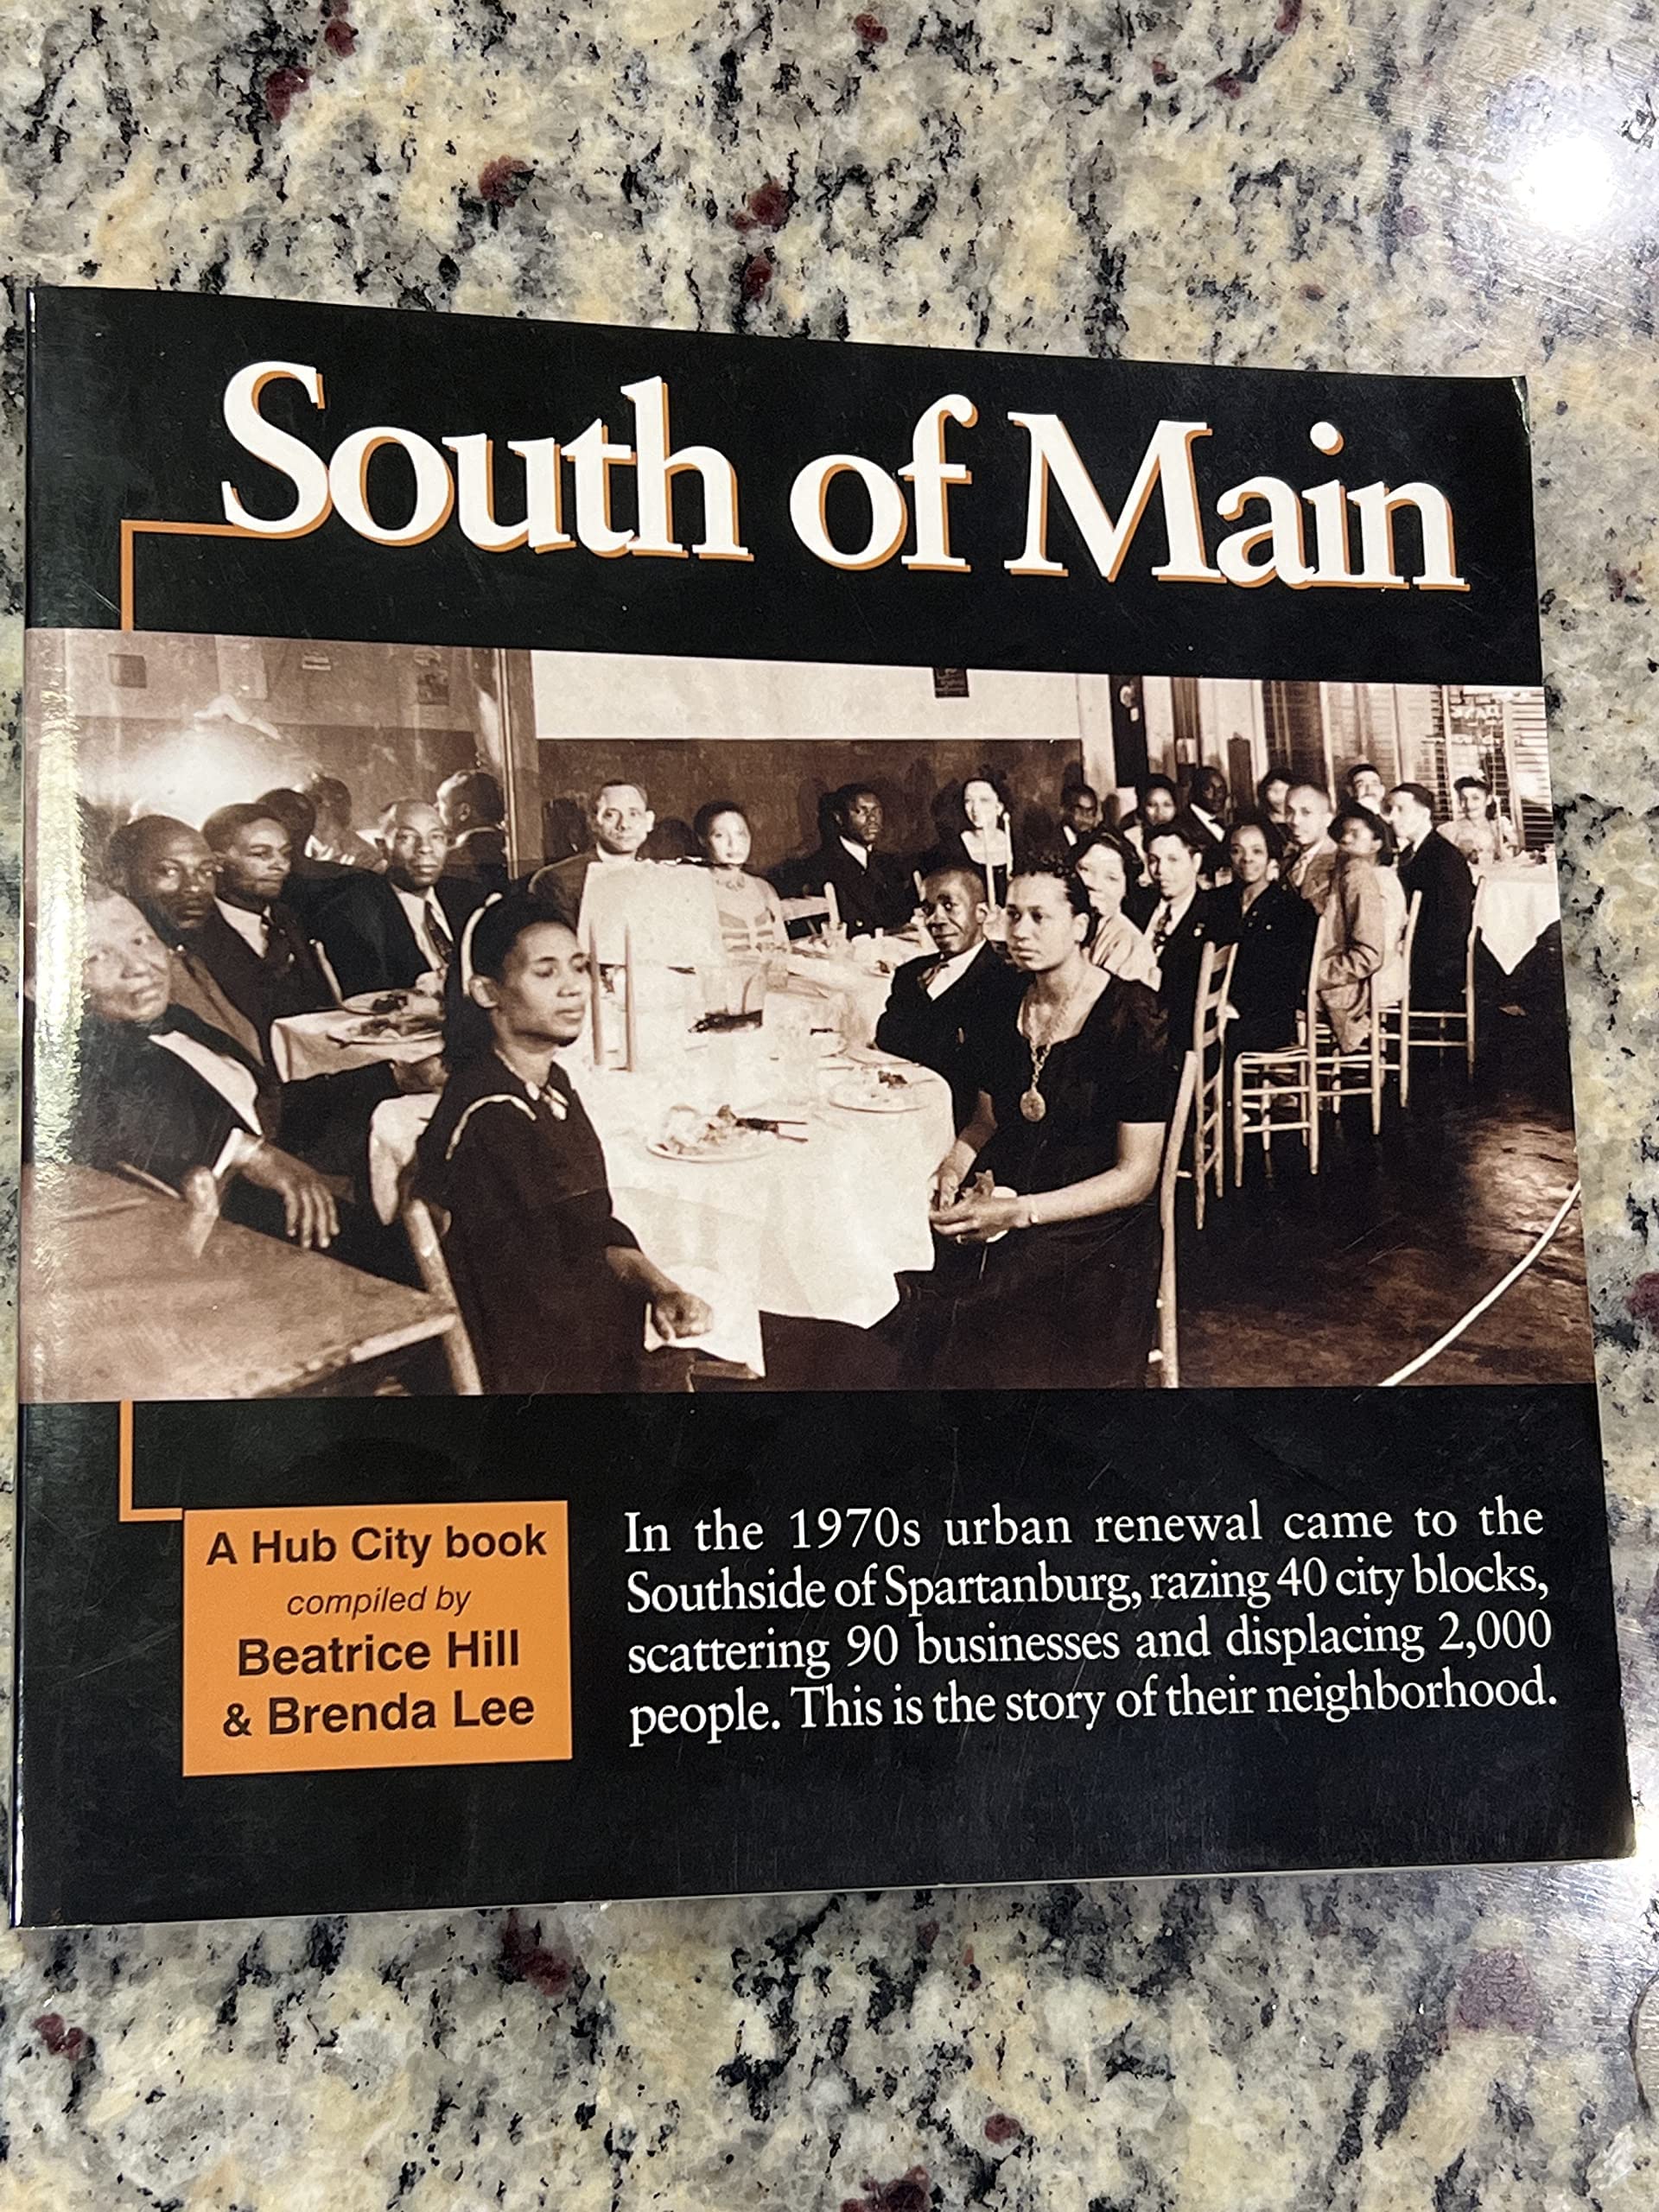 South of Main
A Hub City book
compiled by
Beatrice Hill
& Brenda Lee
In the 1970s urban renewal came to the
Southside of Spartanburg, razing 40 city blocks,
scattering 90 businesses and displacing 2,000
people. This is the story of their neighborhood.